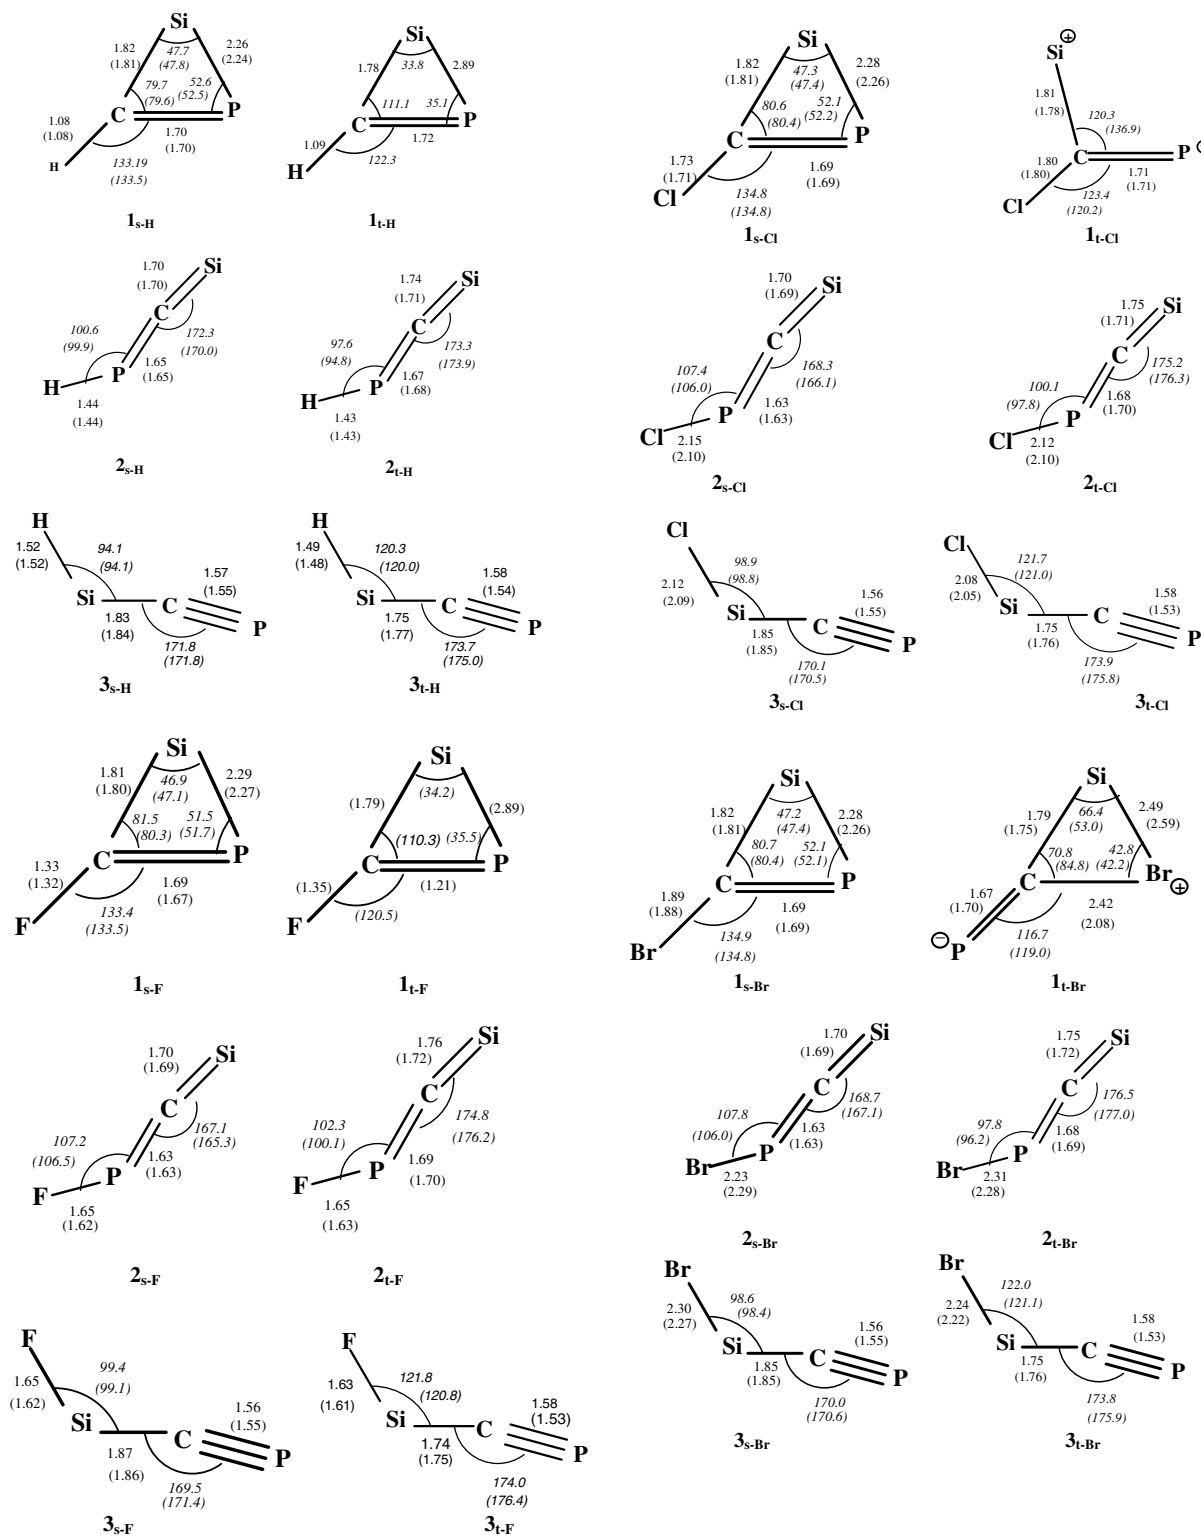 Si
1.82
(1.81)
47.7
(47.8)
2.26
(2.24)
79.7
(79.6)
52.6
(52.5)
C
P
1.08
(1.08)
H
1.70
(1.70)
133.19
(133.5)
1s-H
Si
1.78
33.8
2.89
111.1
35.1
C
P
1.09
H
1.72
122.3
1t-H
Si
1.82
(1.81)
47.3
(47.4)
2.28
(2.26)
80.6
(80.4)
52.1
(52.2)
C
P
1.73
(1.71)
Cl
1.69
(1.69)
134.8
(134.8)
1s-Cl
Si⊕
1.81
(1.78)
120.3
(136.9)
C
P
1.80
(1.80)
Cl
1.71
(1.71)
123.4
(120.2)
1t-Cl
1.70
(1.70)
Si
C
172.3
(170.0)
100.6
(99.9)
H
P
1.65
(1.65)
1.44
(1.44)
2s-H
1.74
(1.71)
Si
C
173.3
(173.9)
97.6
(94.8)
H
P
1.67
(1.68)
1.43
(1.43)
2t-H
1.70
(1.69)
Si
C
168.3
(166.1)
107.4
(106.0)
Cl
P
1.63
(1.63)
2.15
(2.10)
2s-Cl
1.75
(1.71)
Si
C
175.2
(176.3)
100.1
(97.8)
Cl
P
1.68
(1.70)
2.12
(2.10)
2t-Cl
H
1.52
(1.52)
94.1
(94.1)
1.57
(1.55)
Si
C
P
1.83
(1.84)
171.8
(171.8)
3s-H
H
1.49
(1.48)
120.3
(120.0)
1.58
(1.54)
Si
C
P
1.75
(1.77)
173.7
(175.0)
3t-H
Cl
2.12
(2.09)
98.9
(98.8)
1.56
(1.55)
Si
C
P
1.85
(1.85)
170.1
(170.5)
3s-Cl
Cl
2.08
(2.05)
121.7
(121.0)
1.58
(1.53)
Si
C
P
1.75
(1.76)
173.9
(175.8)
3t-Cl
Si
1.81
(1.80)
46.9
(47.1)
2.29
(2.27)
81.5
(80.3)
51.5
(51.7)
C
P
1.33
(1.32)
F
1.69
(1.67)
133.4
(133.5)
1s-F
Si
(1.79)
(34.2)
(2.89)
(110.3)
(35.5)
C
P
(1.35)
F
(1.21)
(120.5)
1t-F
Si
1.82
(1.81)
47.2
(47.4)
2.28
(2.26)
80.7
(80.4)
52.1
(52.1)
C
P
1.89
(1.88)
Br
1.69
(1.69)
134.9
(134.8)
1s-Br
Si
1.79
(1.75)
66.4
(53.0)
2.49
(2.59)
70.8
(84.8)
42.8
(42.2)
C
Br⊕
1.67
(1.70)
⊖P
2.42
(2.08)
116.7
(119.0)
1t-Br
1.70
(1.69)
Si
C
167.1
(165.3)
107.2
(106.5)
F
P
1.63
(1.63)
1.65
(1.62)
2s-F
1.76
(1.72)
Si
C
174.8
(176.2)
102.3
(100.1)
F
P
1.69
(1.70)
1.65
(1.63)
2t-F
1.70
(1.69)
Si
C
168.7
(167.1)
107.8
(106.0)
Br
P
1.63
(1.63)
2.23
(2.29)
2s-Br
1.75
(1.72)
Si
C
176.5
(177.0)
97.8
(96.2)
Br
P
1.68
(1.69)
2.31
(2.28)
2t-Br
F
1.65
(1.62)
99.4
(99.1)
1.56
(1.55)
Si
C
P
1.87
(1.86)
169.5
(171.4)
3s-F
F
1.63
(1.61)
121.8
(120.8)
1.58
(1.53)
Si
C
P
1.74
(1.75)
174.0
(176.4)
3t-F
Br
2.30
(2.27)
98.6
(98.4)
1.56
(1.55)
Si
C
P
1.85
(1.85)
170.0
(170.6)
3s-Br
Br
2.24
(2.22)
122.0
(121.1)
1.58
(1.53)
Si
C
P
1.75
(1.76)
173.8
(175.9)
3t-Br